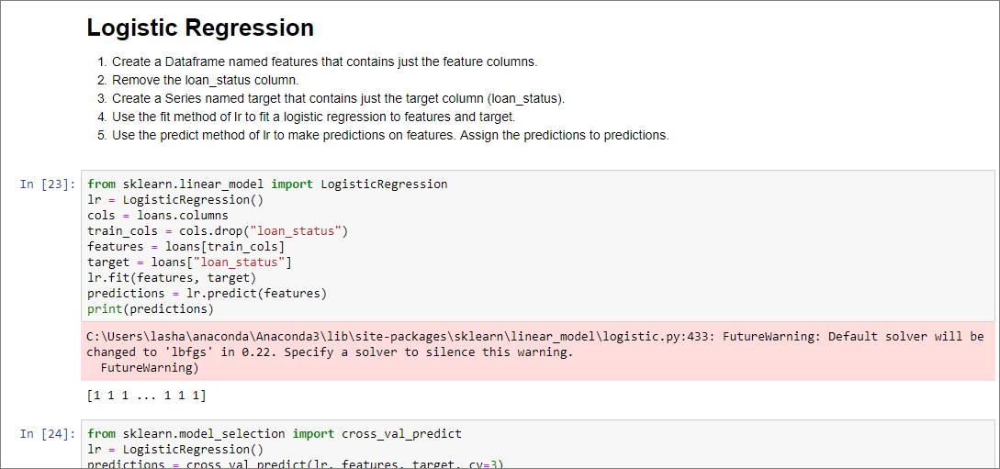 Logistic Regression
1. Create a Dataframe named features that contains just the feature columns.
2. Remove the loan_status column.
3. Create a Series named target that contains just the target column (loan_status).
4. Use the fit method of lr to fit a logistic regression to features and target.
5. Use the predict method of lr to make predictions on features. Assign the predictions to predictions.
In [23]: from sklearn.linear_model import LogisticRegression
lr = LogisticRegression()
cols = loans.columns
train_cols = cols.drop("loan_status")
features = loans[train_cols]
target = loans["loan_status"]
lr.fit(features, target)
predictions = lr.predict(features)
print(predictions)
C:\Users\lasha\anaconda\Anaconda3\lib\site-packages\sklearn\linear_model\logistic.py:433: FutureWarning: Default solver will be
changed to 'lbfgs' in 0.22. Specify a solver to silence this warning.
  FutureWarning)
[1 1 1 ... 1 1 1]
In [24]: from sklearn.model_selection import cross_val_predict
lr = LogisticRegression()
predictions = cross_val_predict(lr, features, target, cv=3)